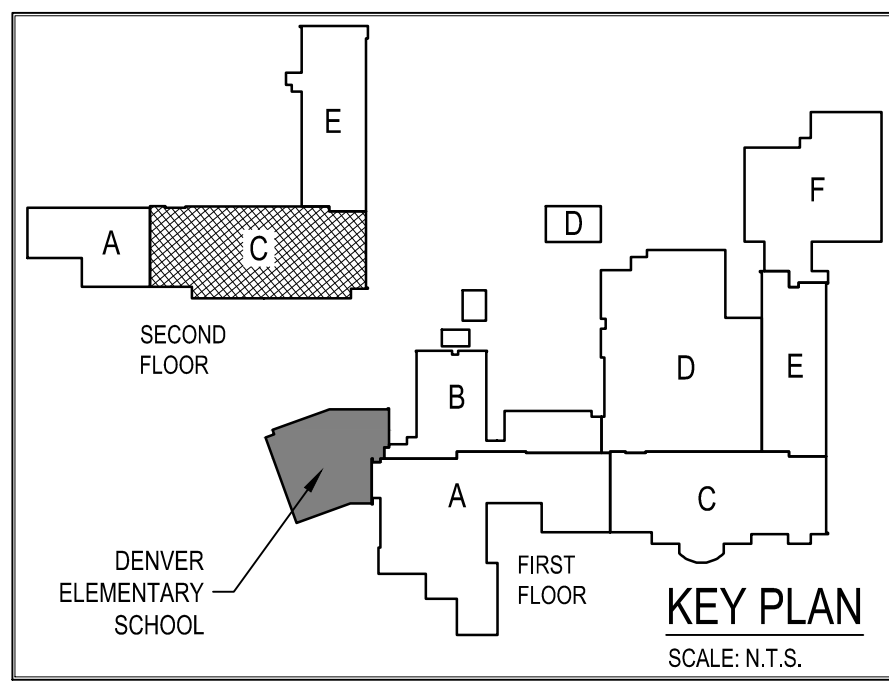 E
A
C
SECOND
FLOOR
F
D
D
E
B
A
C
DENVER
ELEMENTARY
SCHOOL
FIRST
FLOOR
KEY PLAN
SCALE: N.T.S.